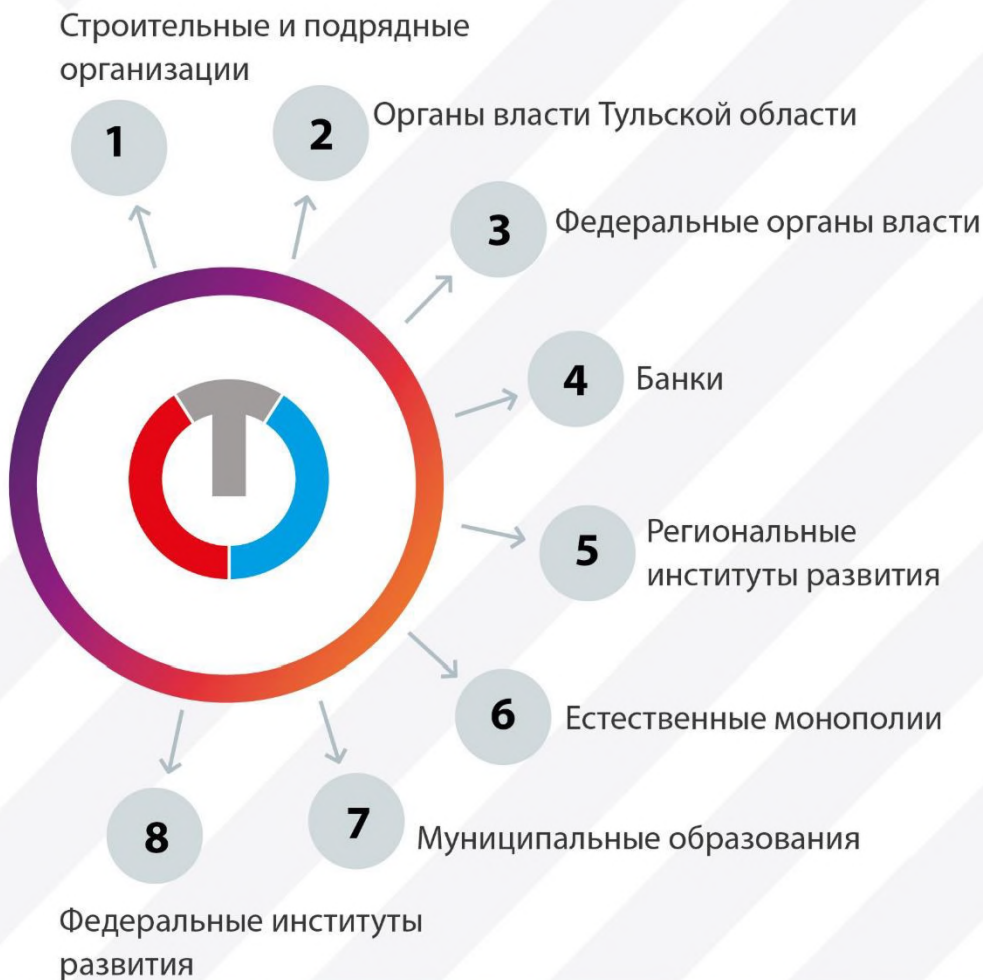 Строительные и подрядные
организации
1
2
Органы власти Тульской области
3
Федеральные органы власти
4
Банки
5
Региональные
институты развития
6
Естественные монополии
7
Муниципальные образования
8
Федеральные институты
развития